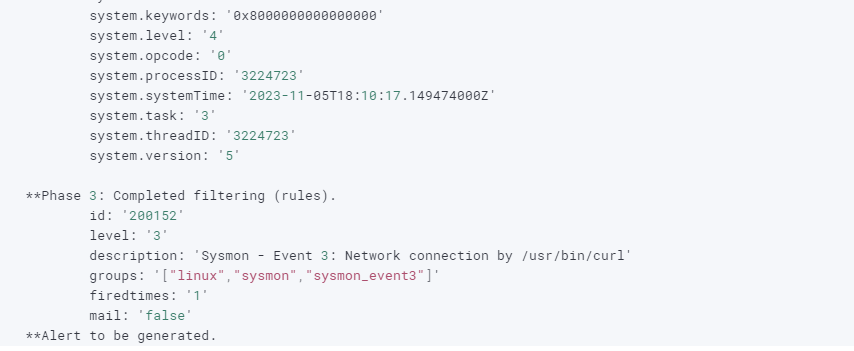 system.keywords: '0x8000000000000000'
system.level: '4'
system.opcode: '0'
system.processID: '3224723'
system.systemTime: '2023-11-05T18:10:17.149474000Z'
system.task: '3'
system.threadID: '3224723'
system.version: '5'
**Phase 3: Completed filtering (rules).
id: '200152'
level: '3'
description: 'Sysmon - Event 3: Network connection by /usr/bin/curl'
groups: '["linux","sysmon","sysmon_event3"]'
firedtimes: '1'
mail: 'false'
**Alert to be generated.